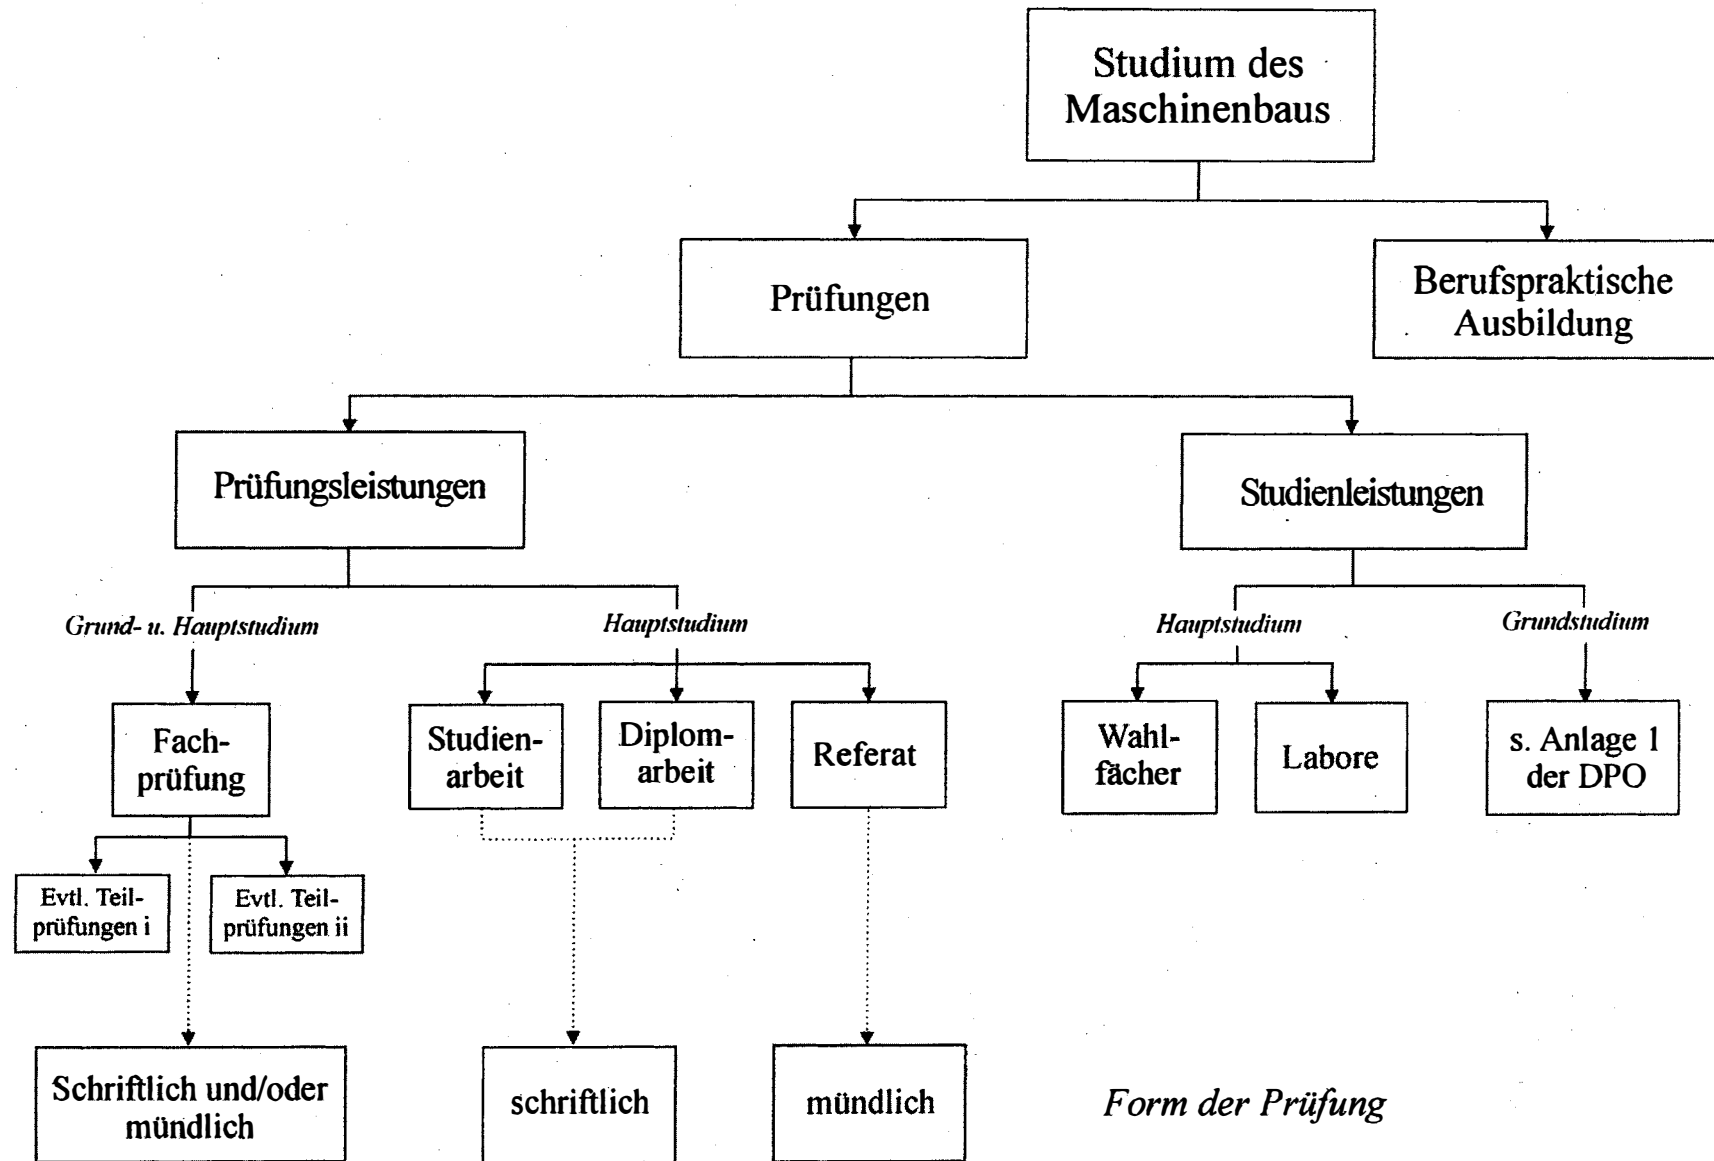 Studium des
Maschinenbaus
Prüfungen
Berufspraktische
Ausbildung
Prüfungsleistungen
Studienleistungen
Grund- u. Hauptstudium
Hauptstudium
Hauptstudium
Grundstudium
Fach-
prüfung
Studien-
arbeit
Diplom-
arbeit
Referat
Wahl-
fächer
Labore
s. Anlage 1
der DPO
Evtl. Teil-
prüfungen i
Evtl. Teil-
prüfungen ii
Schriftlich und/oder
mündlich
schriftlich
mündlich
Form der Prüfung